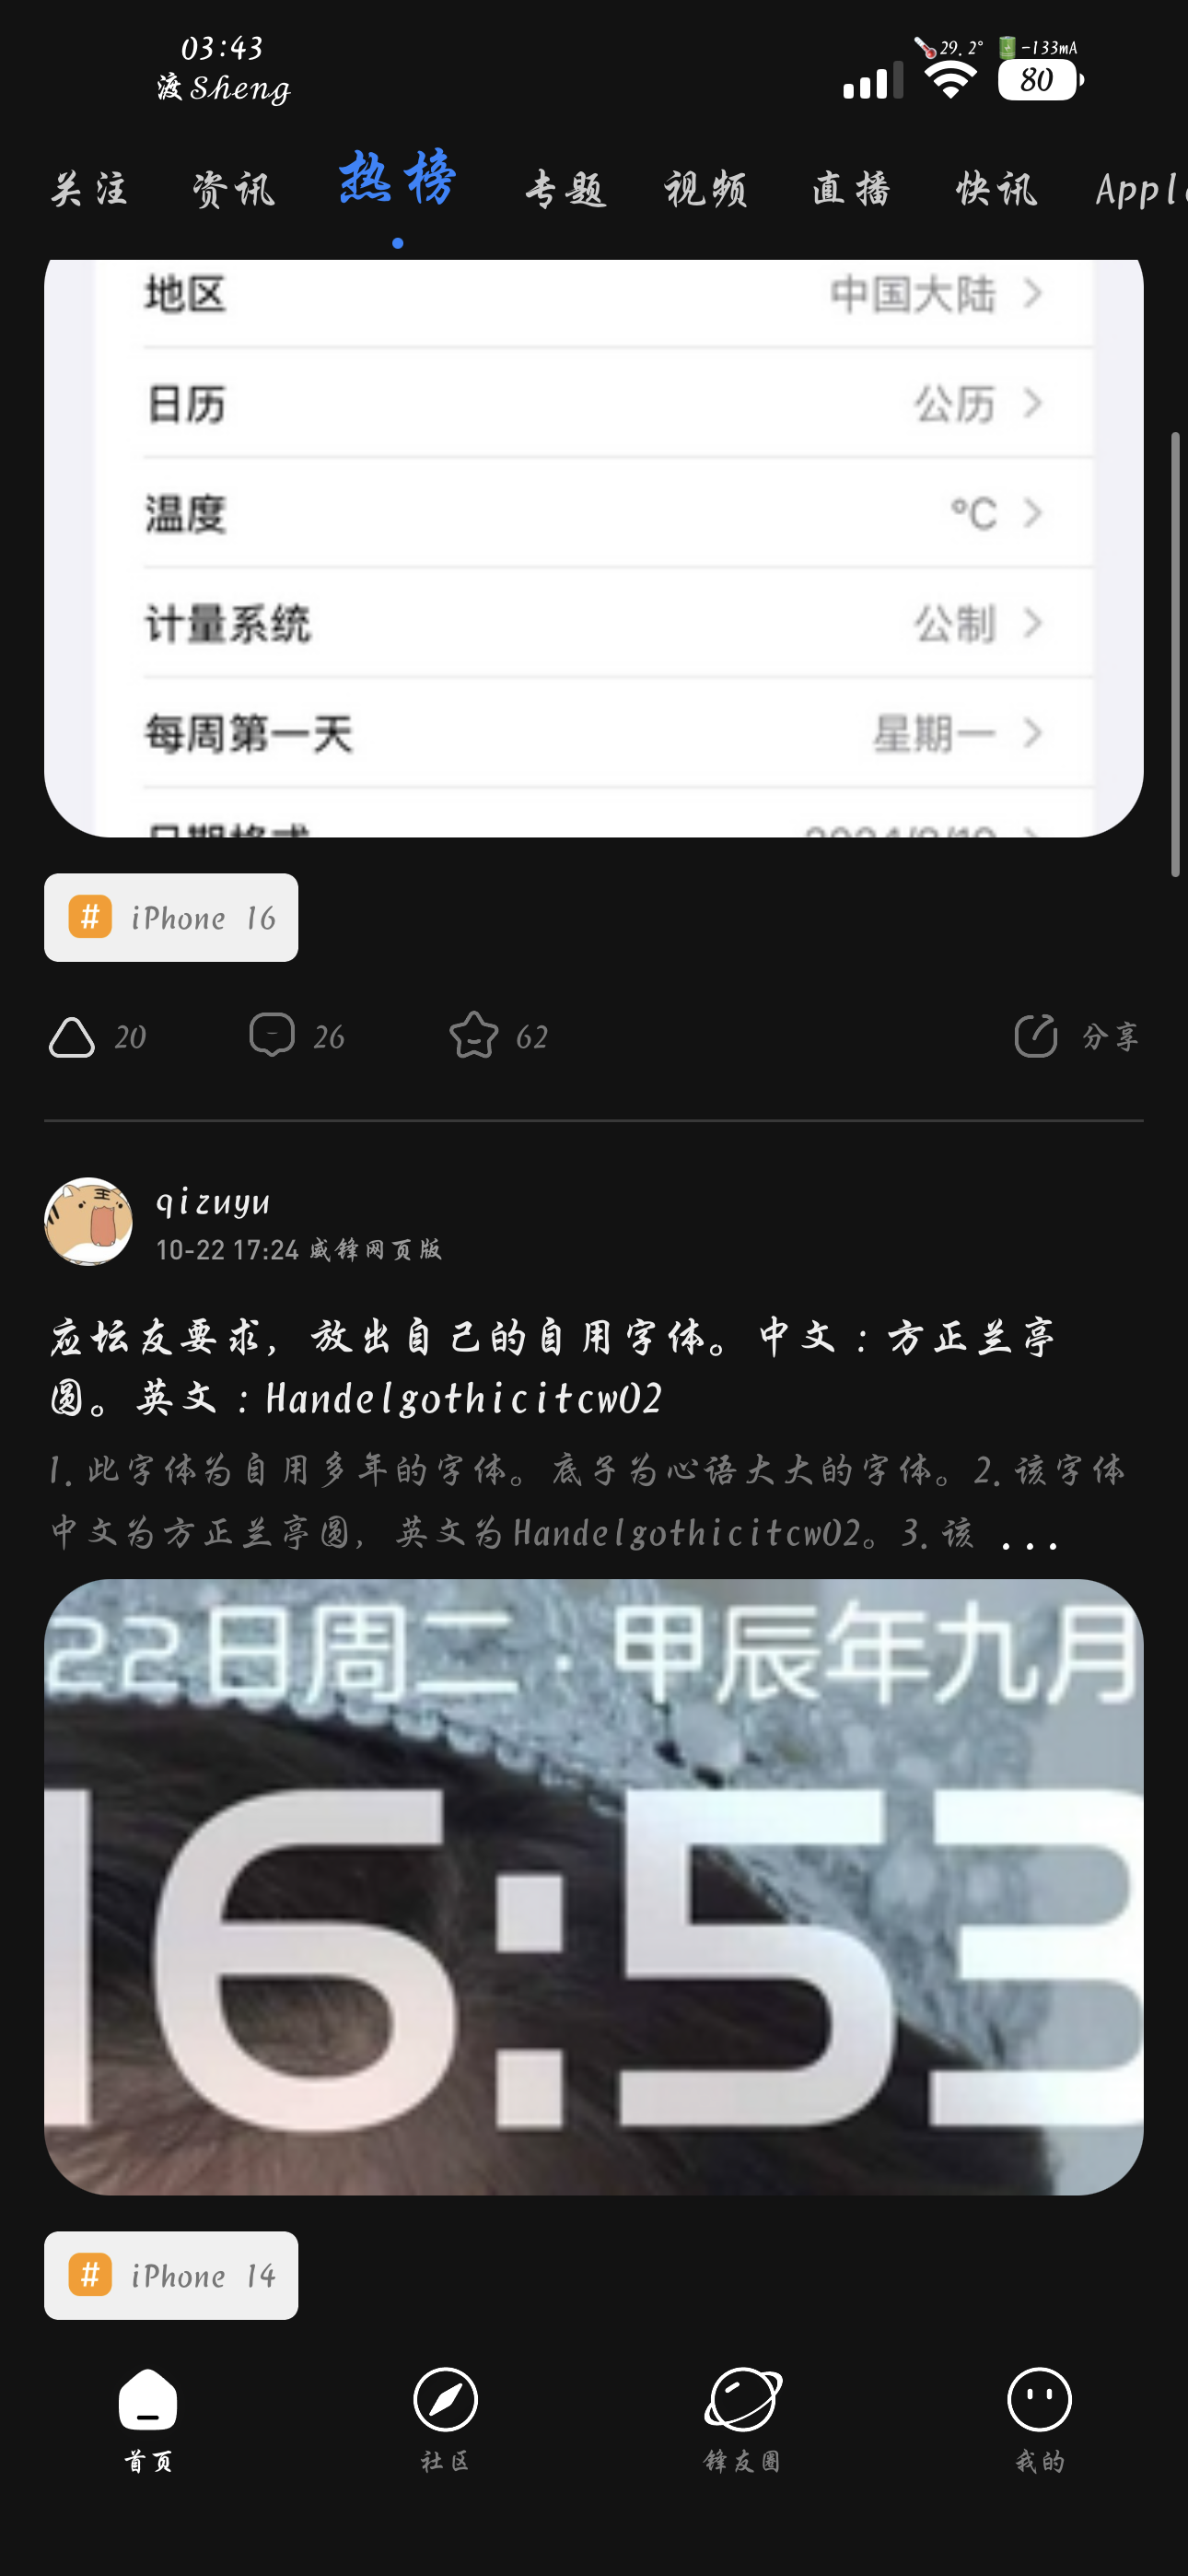 03:43
渡Sheng
29.2° -133mA
80
关注 资讯 热榜 专题 视频 直播 快讯
地区 中国大陆
日历 公历
温度 °C
计量系统 公制
每周第一天 星期一
# iPhone 16
20 26 62 分享
qizuyu
10-22 17:24 威锋网页版
应坛友要求，放出自己的自用字体。中文：方正兰亭
圆。英文：Handelgothicitcw02
1.此字体为自用多年的字体。底子为心语大大的字体。2.该字体
中文为方正兰亭圆，英文为Handelgothicitcw02。3.该 ...
22日周二·甲辰年九月
16:53
# iPhone 14
首页 社区 锋友圈 我的